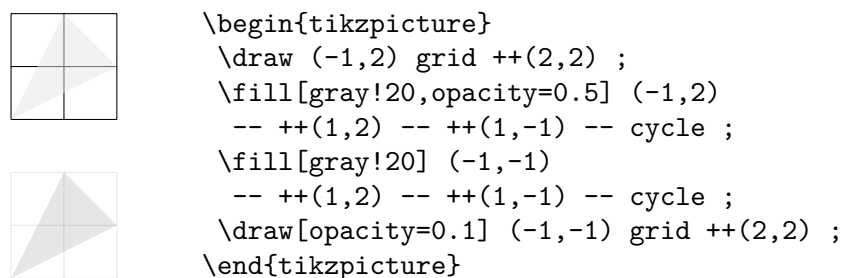 \begin{tikzpicture}
\draw (-1,2) grid ++(2,2) ;
\fill[gray!20,opacity=0.5] (-1,2)
-- ++(1,2) -- ++(1,-1) -- cycle ;
\fill[gray!20] (-1,-1)
-- ++(1,2) -- ++(1,-1) -- cycle ;
\draw[opacity=0.1] (-1,-1) grid ++(2,2) ;
\end{tikzpicture}